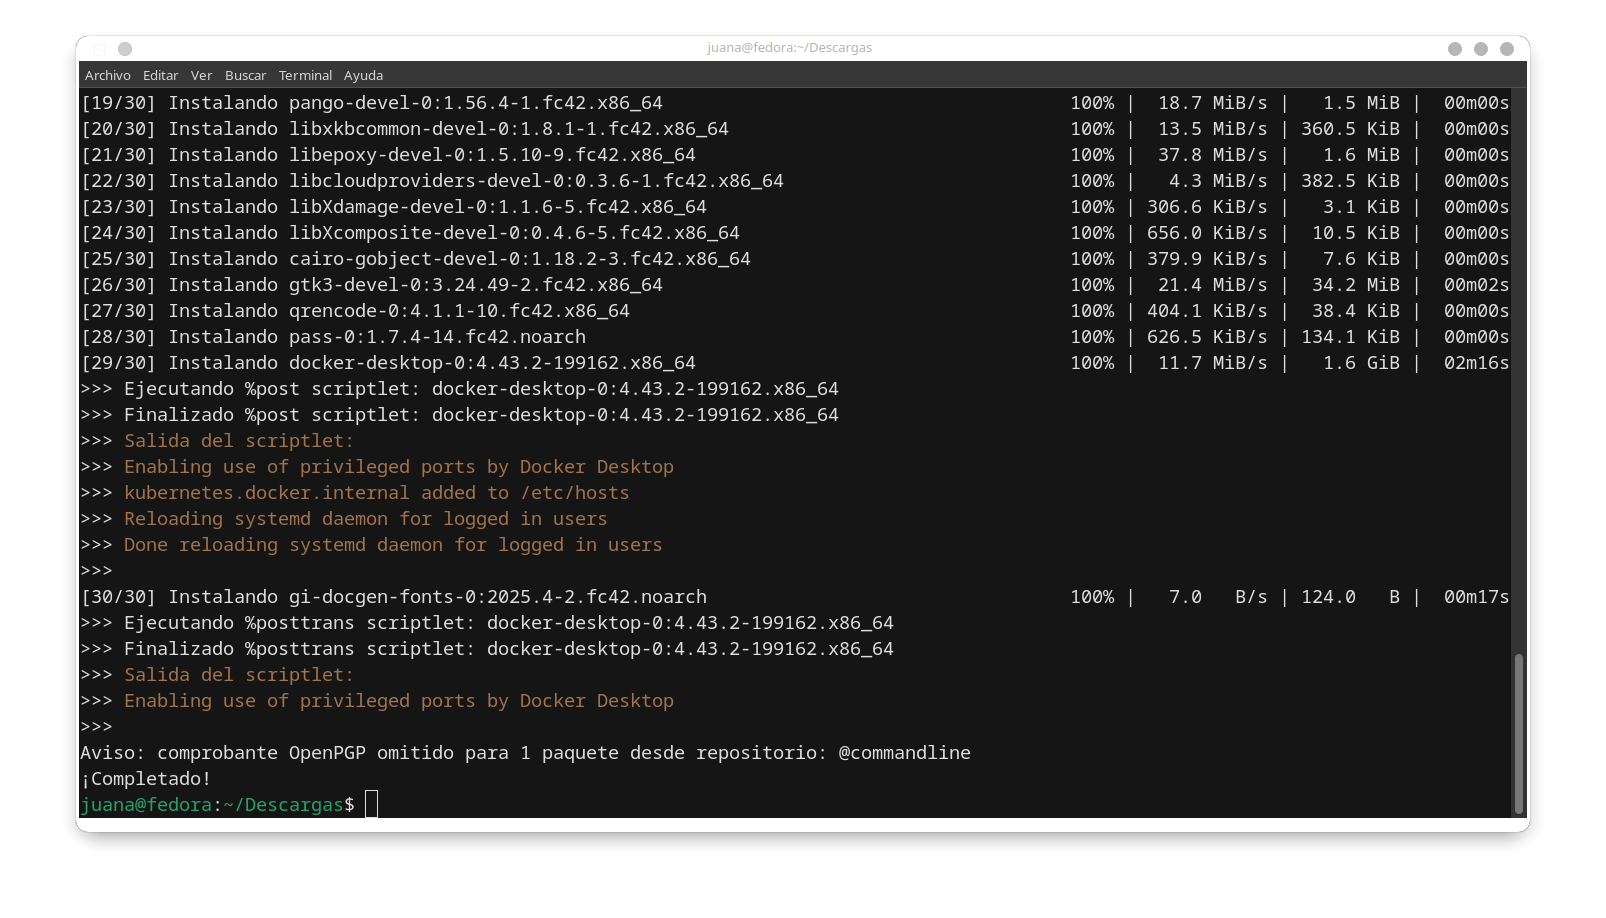 juana@fedora:~/Descargas
Archivo Editar Ver Buscar Terminal Ayuda
[19/30] Instalando pango-devel-0:1.56.4-1.fc42.x86_64 100% | 18.7 MiB/s | 1.5 MiB | 00m00s
[20/30] Instalando libxkbcommon-devel-0:1.8.1-1.fc42.x86_64 100% | 13.5 MiB/s | 360.5 KiB | 00m00s
[21/30] Instalando libepoxy-devel-0:1.5.10-9.fc42.x86_64 100% | 37.8 MiB/s | 1.6 MiB | 00m00s
[22/30] Instalando libcloudproviders-devel-0:0.3.6-1.fc42.x86_64 100% | 4.3 MiB/s | 382.5 KiB | 00m00s
[23/30] Instalando libXdamage-devel-0:1.1.6-5.fc42.x86_64 100% | 306.6 KiB/s | 3.1 KiB | 00m00s
[24/30] Instalando libXcomposite-devel-0:0.4.6-5.fc42.x86_64 100% | 656.0 KiB/s | 10.5 KiB | 00m00s
[25/30] Instalando cairo-gobject-devel-0:1.18.2-3.fc42.x86_64 100% | 379.9 KiB/s | 7.6 KiB | 00m00s
[26/30] Instalando gtk3-devel-0:3.24.49-2.fc42.x86_64 100% | 21.4 MiB/s | 34.2 MiB | 00m02s
[27/30] Instalando qrencode-0:4.1.1-10.fc42.x86_64 100% | 404.1 KiB/s | 38.4 KiB | 00m00s
[28/30] Instalando pass-0:1.7.4-14.fc42.noarch 100% | 626.5 KiB/s | 134.1 KiB | 00m00s
[29/30] Instalando docker-desktop-0:4.43.2-199162.x86_64 100% | 11.7 MiB/s | 1.6 GiB | 02m16s
>>> Ejecutando %post scriptlet: docker-desktop-0:4.43.2-199162.x86_64
>>> Finalizado %post scriptlet: docker-desktop-0:4.43.2-199162.x86_64
>>> Salida del scriptlet:
>>> Enabling use of privileged ports by Docker Desktop
>>> kubernetes.docker.internal added to /etc/hosts
>>> Reloading systemd daemon for logged in users
>>> Done reloading systemd daemon for logged in users
>>>
[30/30] Instalando gi-docgen-fonts-0:2025.4-2.fc42.noarch 100% | 7.0 B/s | 124.0 B | 00m17s
>>> Ejecutando %posttrans scriptlet: docker-desktop-0:4.43.2-199162.x86_64
>>> Finalizado %posttrans scriptlet: docker-desktop-0:4.43.2-199162.x86_64
>>> Salida del scriptlet:
>>> Enabling use of privileged ports by Docker Desktop
>>>
Aviso: comprobante OpenPGP omitido para 1 paquete desde repositorio: @commandline
¡Completado!
juana@fedora:~/Descargas$